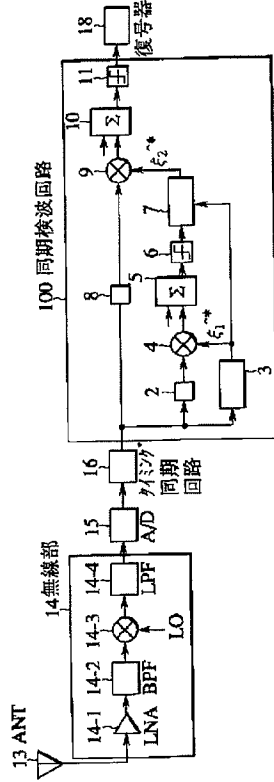 13 ANT
14無線部
14-1
LNA
14-2
BPF
14-3
LO
14-4
LPF
15
A/D
16
タイミング
同期
回路
100 同期検波回路
2
3
4
ξ₁^*
5
Σ
6
7
ξ₂^*
8
9
10
Σ
11
18
復号器